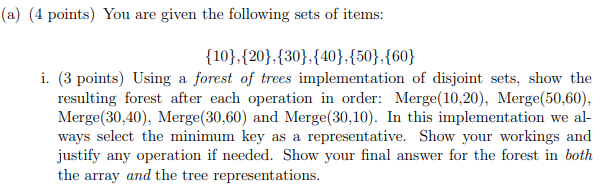 (a) (4 points) You are given the following sets of items:
{10},{20},{30},{40},{50},{60}
i. (3 points) Using a forest of trees implementation of disjoint sets, show the
resulting forest after each operation in order: Merge(10,20), Merge(50,60),
Merge(30,40), Merge(30,60) and Merge(30,10). In this implementation we al-
ways select the minimum key as a representative. Show your workings and
justify any operation if needed. Show your final answer for the forest in both
the array and the tree representations.